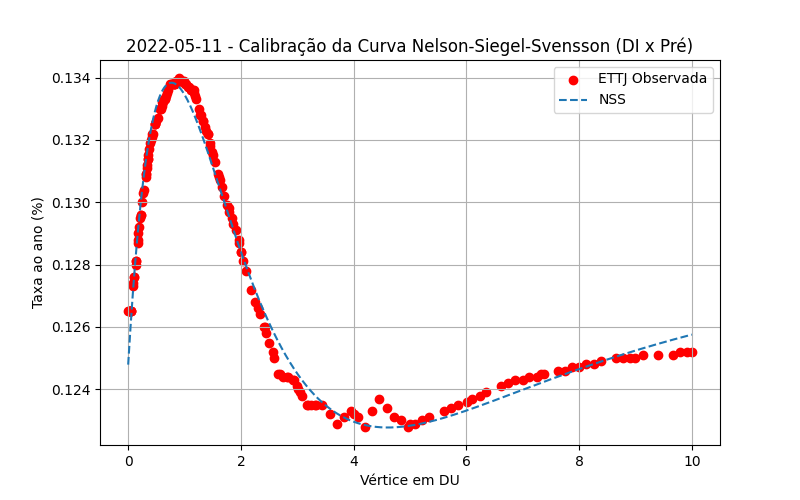 2022-05-11 - Calibração da Curva Nelson-Siegel-Svensson (DI x Pré)
ETTJ Observada
NSS
Taxa ao ano (%)
0.134
0.132
0.130
0.128
0.126
0.124
0 2 4 6 8 10
Vértice em DU